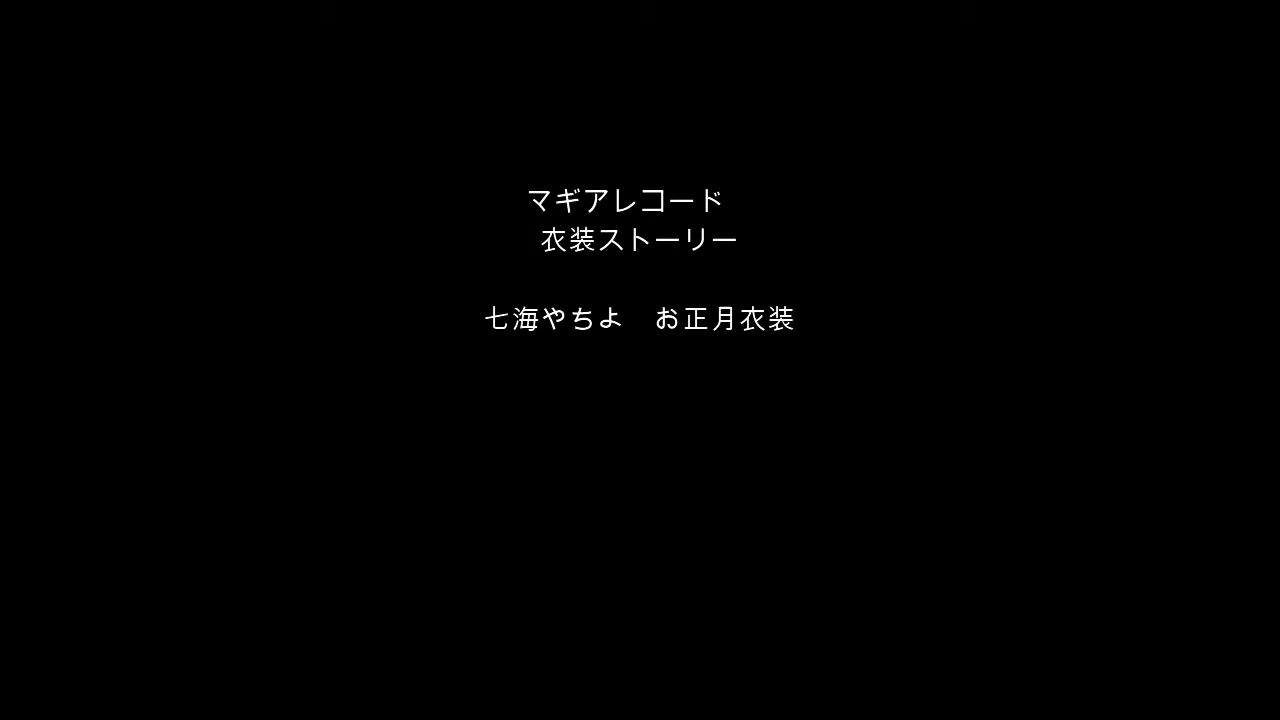 マギアレコード
衣装ストーリー
七海やちよ　お正月衣装